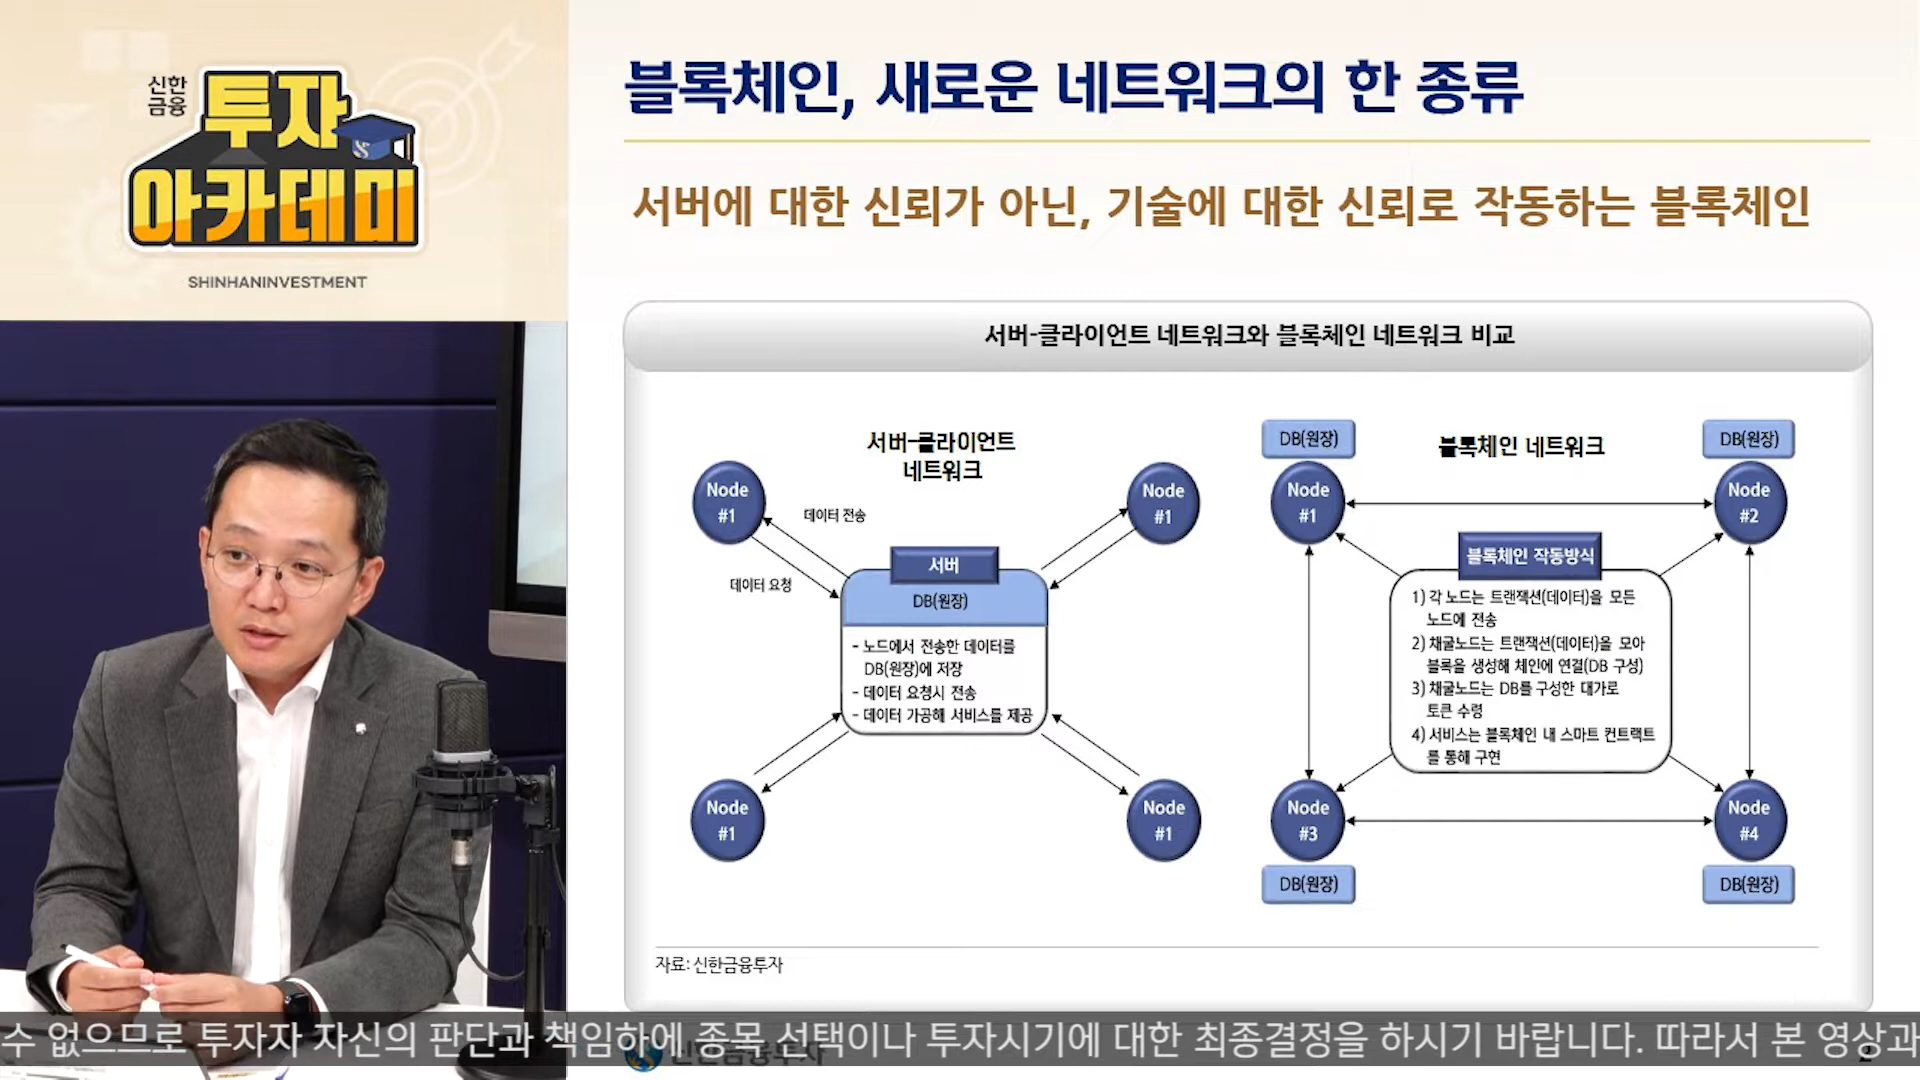 신한
금융
투자
아카데미
SHINHANINVESTMENT
블록체인, 새로운 네트워크의 한 종류
서버에 대한 신뢰가 아닌, 기술에 대한 신뢰로 작동하는 블록체인
서버-클라이언트 네트워크와 블록체인 네트워크 비교
서버-클라이언트
네트워크
Node
#1
Node
#1
데이터 전송
데이터 요청
서버
DB(원장)
- 노드에서 전송한 데이터를
DB(원장)에 저장
- 데이터 요청시 전송
- 데이터 가공해 서비스를 제공
Node
#1
Node
#1
블록체인 네트워크
DB(원장)
Node
#1
DB(원장)
Node
#2
블록체인 작동방식
1) 각 노드는 트랜잭션(데이터)을 모든
노드에 전송
2) 채굴노드는 트랜잭션(데이터)을 모아
블록을 생성해 체인에 연결(DB 구성)
3) 채굴노드는 DB를 구성한 대가로
토큰 수령
4) 서비스는 블록체인 내 스마트 컨트랙트
를 통해 구현
Node
#3
DB(원장)
Node
#4
DB(원장)
자료: 신한금융투자
수 없으므로 투자자 자신의 판단과 책임하에 종목 선택이나 투자시기에 대한 최종결정을 하시기 바랍니다. 따라서 본 영상과
신한금융투자
2